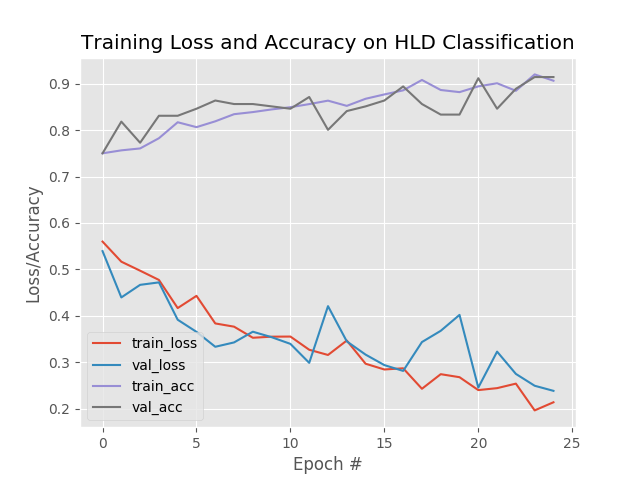 Training Loss and Accuracy on HLD Classification
Loss/Accuracy
0.9
0.8
0.7
0.6
0.5
0.4
0.3
0.2
train_loss
val_loss
train_acc
val_acc
0 5 10 15 20 25
Epoch #